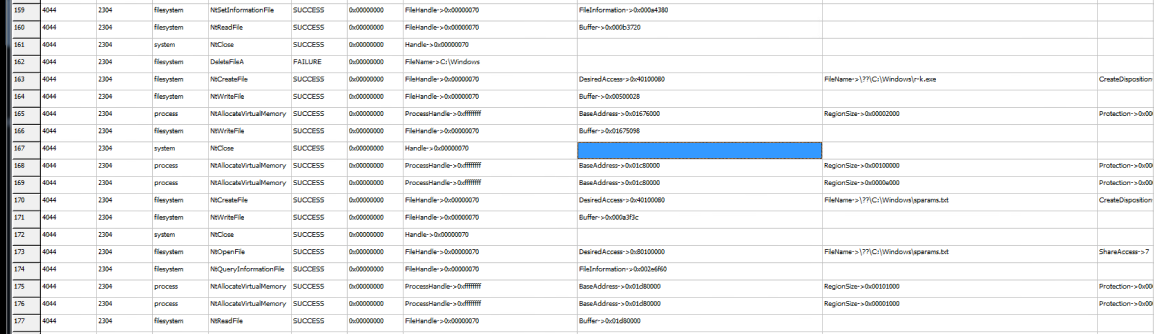 159 4044 2304 filesystem NtSetInformationFile SUCCESS 0x00000000 FileHandle->0x00000070 FileInformation->0x000a4380
160 4044 2304 filesystem NtReadFile SUCCESS 0x00000000 FileHandle->0x00000070 Buffer->0x000b3720
161 4044 2304 system NtClose SUCCESS 0x00000000 Handle->0x00000070
162 4044 2304 filesystem DeleteFileA FAILURE 0x00000000 FileName->C:\Windows
163 4044 2304 filesystem NtCreateFile SUCCESS 0x00000000 FileHandle->0x00000070 DesiredAccess->0x40100080 FileName->\??\C:\Windows\r-k.exe CreateDisposition
164 4044 2304 filesystem NtWriteFile SUCCESS 0x00000000 FileHandle->0x00000070 Buffer->0x00500028
165 4044 2304 process NtAllocateVirtualMemory SUCCESS 0x00000000 ProcessHandle->0xffffffff BaseAddress->0x01676000 RegionSize->0x00002000 Protection->0x00
166 4044 2304 filesystem NtWriteFile SUCCESS 0x00000000 FileHandle->0x00000070 Buffer->0x01675098
167 4044 2304 system NtClose SUCCESS 0x00000000 Handle->0x00000070
168 4044 2304 process NtAllocateVirtualMemory SUCCESS 0x00000000 ProcessHandle->0xffffffff BaseAddress->0x01c80000 RegionSize->0x00100000 Protection->0x00
169 4044 2304 process NtAllocateVirtualMemory SUCCESS 0x00000000 ProcessHandle->0xffffffff BaseAddress->0x01c80000 RegionSize->0x0000e000 Protection->0x00
170 4044 2304 filesystem NtCreateFile SUCCESS 0x00000000 FileHandle->0x00000070 DesiredAccess->0x40100080 FileName->\??\C:\Windows\sparams.txt CreateDisposition
171 4044 2304 filesystem NtWriteFile SUCCESS 0x00000000 FileHandle->0x00000070 Buffer->0x000a3f3c
172 4044 2304 system NtClose SUCCESS 0x00000000 Handle->0x00000070
173 4044 2304 filesystem NtOpenFile SUCCESS 0x00000000 FileHandle->0x00000070 DesiredAccess->0x80100000 FileName->\??\C:\Windows\sparams.txt ShareAccess->7
174 4044 2304 filesystem NtQueryInformationFile SUCCESS 0x00000000 FileHandle->0x00000070 FileInformation->0x002e6f60
175 4044 2304 process NtAllocateVirtualMemory SUCCESS 0x00000000 ProcessHandle->0xffffffff BaseAddress->0x01d80000 RegionSize->0x00101000 Protection->0x00
176 4044 2304 process NtAllocateVirtualMemory SUCCESS 0x00000000 ProcessHandle->0xffffffff BaseAddress->0x01d80000 RegionSize->0x00001000 Protection->0x00
177 4044 2304 filesystem NtReadFile SUCCESS 0x00000000 FileHandle->0x00000070 Buffer->0x01d80000